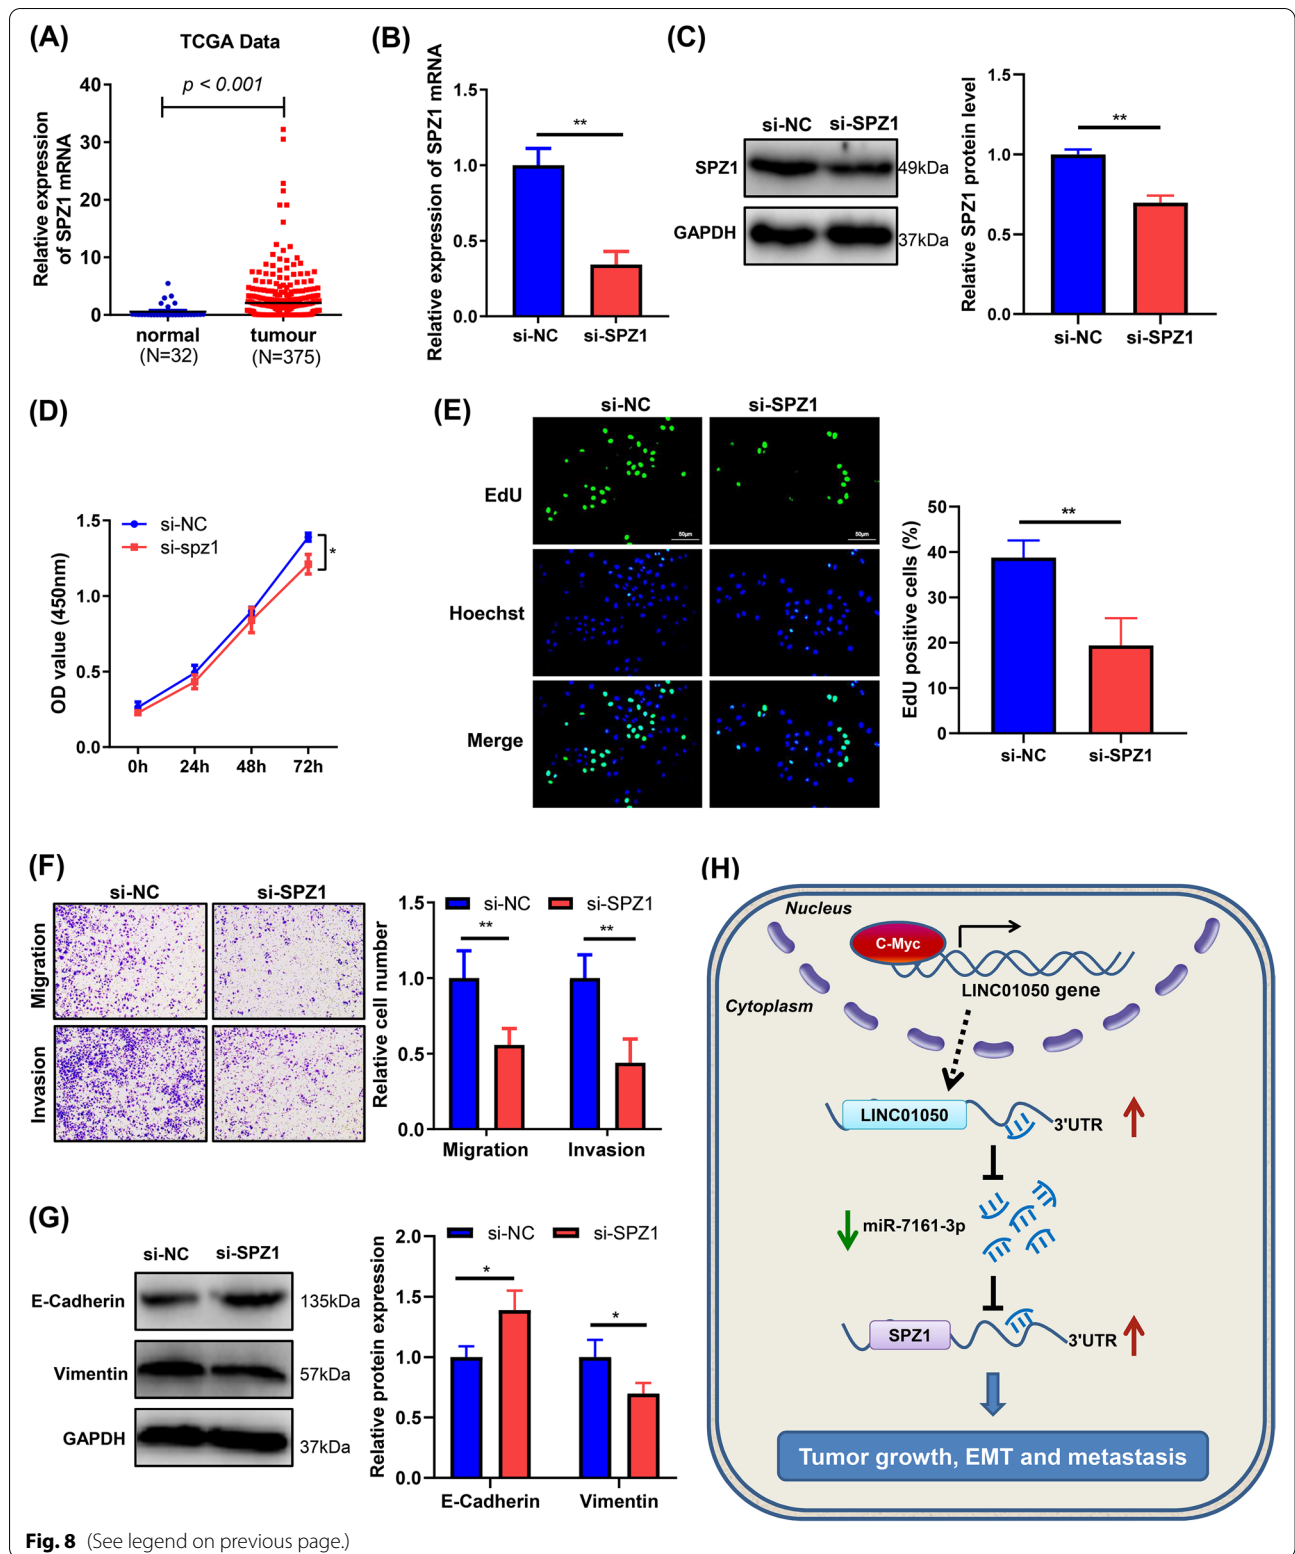 (A)
TCGA Data
p < 0.001
Relative expression
of SPZ1 mRNA
40
30
20
10
0
normal
tumour
(N=32)
(N=375)
(B)
Relative expression of SPZ1 mRNA
1.5
1.0
0.5
0.0
**
si-NC
si-SPZ1
(C)
si-NC
si-SPZ1
SPZ1
49kDa
GAPDH
37kDa
Relative SPZ1 protein level
1.5
1.0
0.5
0.0
**
si-NC
si-SPZ1
(D)
OD value (450nm)
1.5
1.0
0.5
0.0
si-NC
si-spz1
*
0h
24h
48h
72h
(E)
si-NC
si-SPZ1
EdU
50μm
50μm
Hoechst
Merge
EdU positive cells (%)
50
40
30
20
10
0
**
si-NC
si-SPZ1
(F)
si-NC
si-SPZ1
Migration
Invasion
Relative cell number
1.5
1.0
0.5
0.0
si-NC
si-SPZ1
**
**
Migration
Invasion
(G)
si-NC
si-SPZ1
E-Cadherin
135kDa
Vimentin
57kDa
GAPDH
37kDa
Relative protein expression
2.0
1.5
1.0
0.5
0.0
si-NC
si-SPZ1
*
*
E-Cadherin
Vimentin
(H)
Nucleus
C-Myc
LINC01050 gene
Cytoplasm
LINC01050
3'UTR
miR-7161-3p
SPZ1
3'UTR
Tumor growth, EMT and metastasis
Fig. 8 (See legend on previous page.)